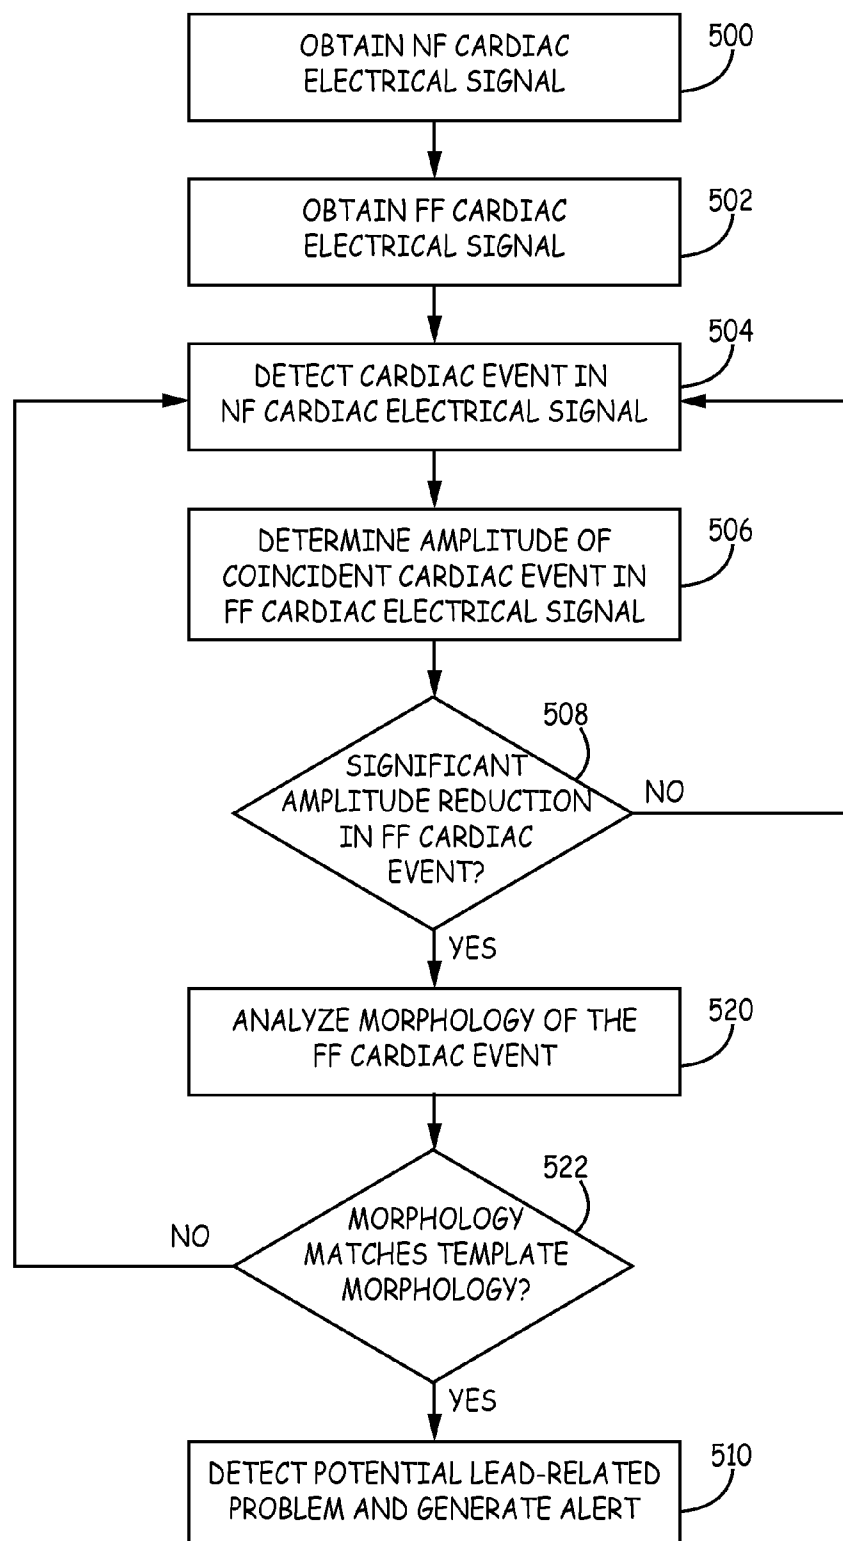 OBTAIN NF CARDIAC
ELECTRICAL SIGNAL
500
OBTAIN FF CARDIAC
ELECTRICAL SIGNAL
502
DETECT CARDIAC EVENT IN
NF CARDIAC ELECTRICAL SIGNAL
504
DETERMINE AMPLITUDE OF
COINCIDENT CARDIAC EVENT IN
FF CARDIAC ELECTRICAL SIGNAL
506
508
SIGNIFICANT
AMPLITUDE REDUCTION
IN FF CARDIAC
EVENT?
NO
YES
ANALYZE MORPHOLOGY OF THE
FF CARDIAC EVENT
520
522
MORPHOLOGY
MATCHES TEMPLATE
MORPHOLOGY?
NO
YES
DETECT POTENTIAL LEAD-RELATED
PROBLEM AND GENERATE ALERT
510